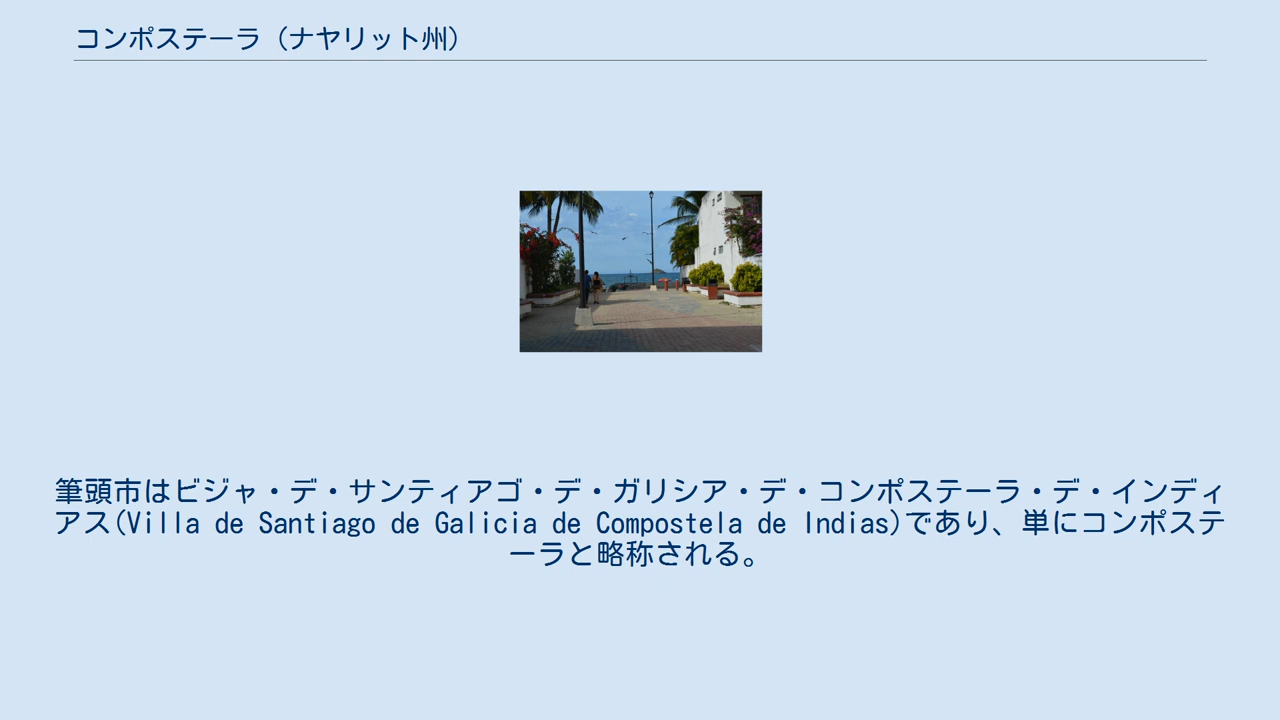 コンポステーラ（ナヤリット州）
筆頭市はビジャ・デ・サンティアゴ・デ・ガリシア・デ・コンポステーラ・デ・インディ
アス(Villa de Santiago de Galicia de Compostela de Indias)であり、単にコンポステ
ーラと略称される。